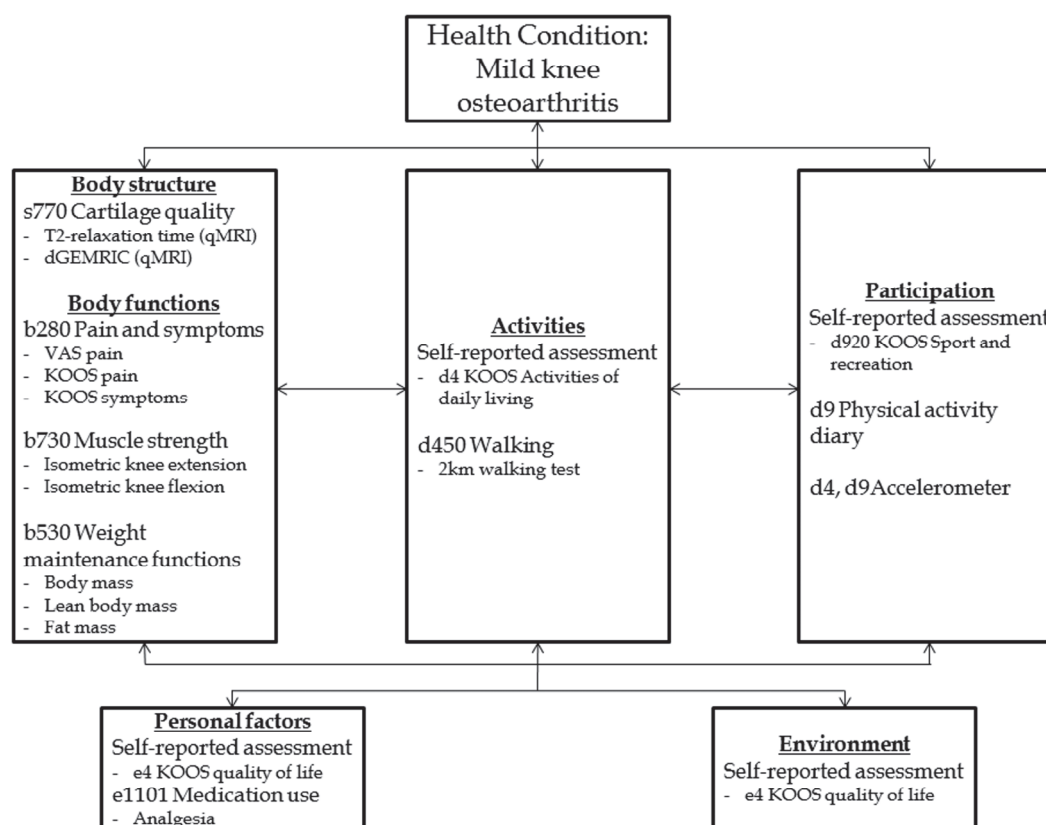 Health Condition:
Mild knee
osteoarthritis
Body structure
s770 Cartilage quality
- T2-relaxation time (qMRI)
- dGEMRIC (qMRI)
Body functions
b280 Pain and symptoms
- VAS pain
- KOOS pain
- KOOS symptoms
b730 Muscle strength
- Isometric knee extension
- Isometric knee flexion
b530 Weight
maintenance functions
- Body mass
- Lean body mass
- Fat mass
Activities
Self-reported assessment
- d4 KOOS Activities of
daily living
d450 Walking
- 2km walking test
Participation
Self-reported assessment
- d920 KOOS Sport and
recreation
d9 Physical activity
diary
d4, d9Accelerometer
Personal factors
Self-reported assessment
- e4 KOOS quality of life
e1101 Medication use
- Analgesia
Environment
Self-reported assessment
- e4 KOOS quality of life